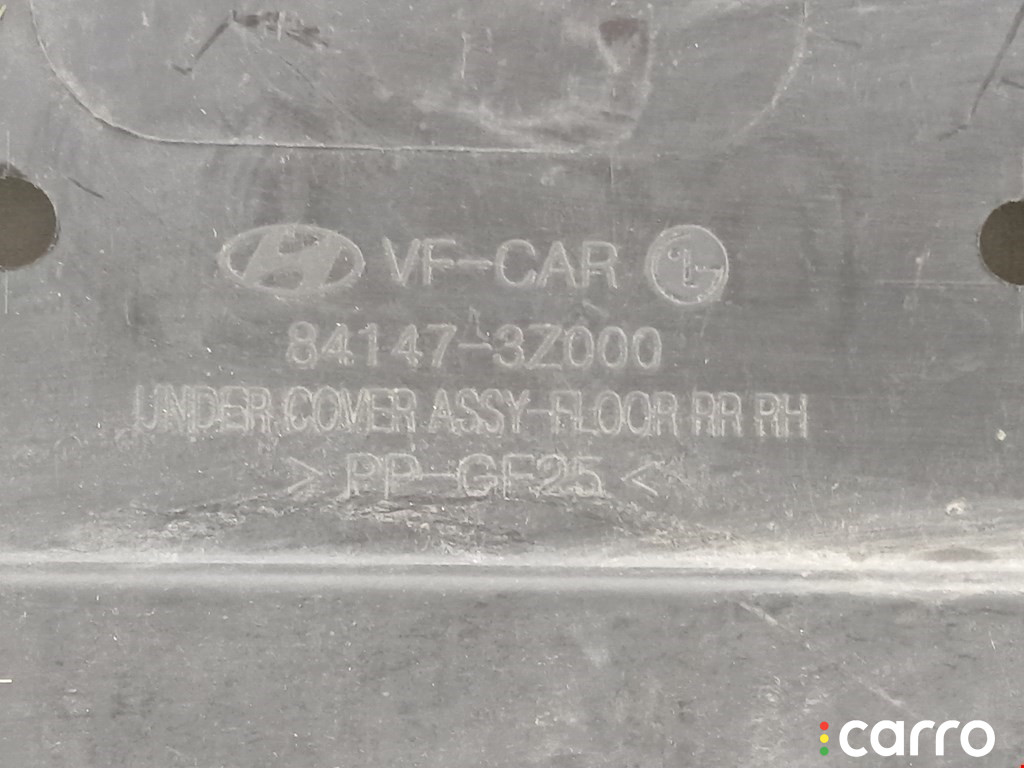 VF-CAR
84147-3Z000
UNDER COVER ASSY-FLOOR RR RH
> PP-GF25 <
carro